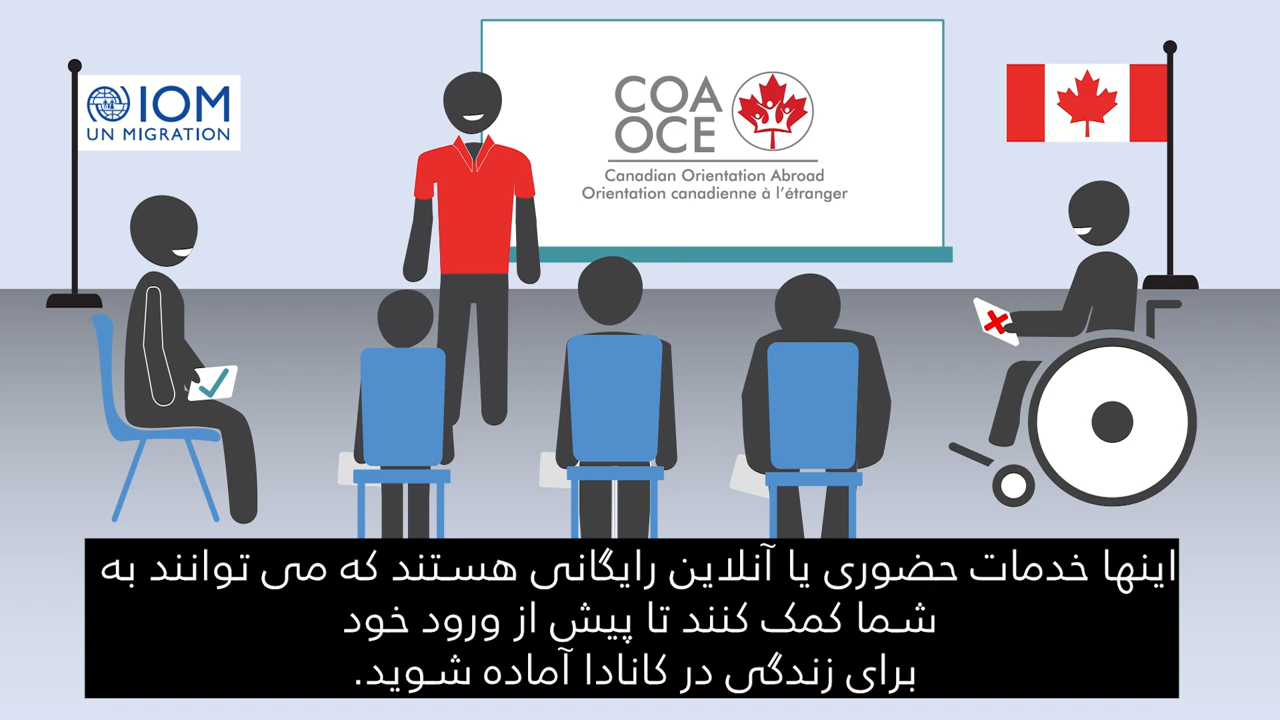 IOM
UN MIGRATION
COA
OCE
Canadian Orientation Abroad
Orientation canadienne à l'étranger
اینها خدمات حضوری یا آنلاین رایگانی هستند که می توانند به
شما کمک کنند تا پیش از ورود خود
برای زندگی در کانادا آماده شوید.